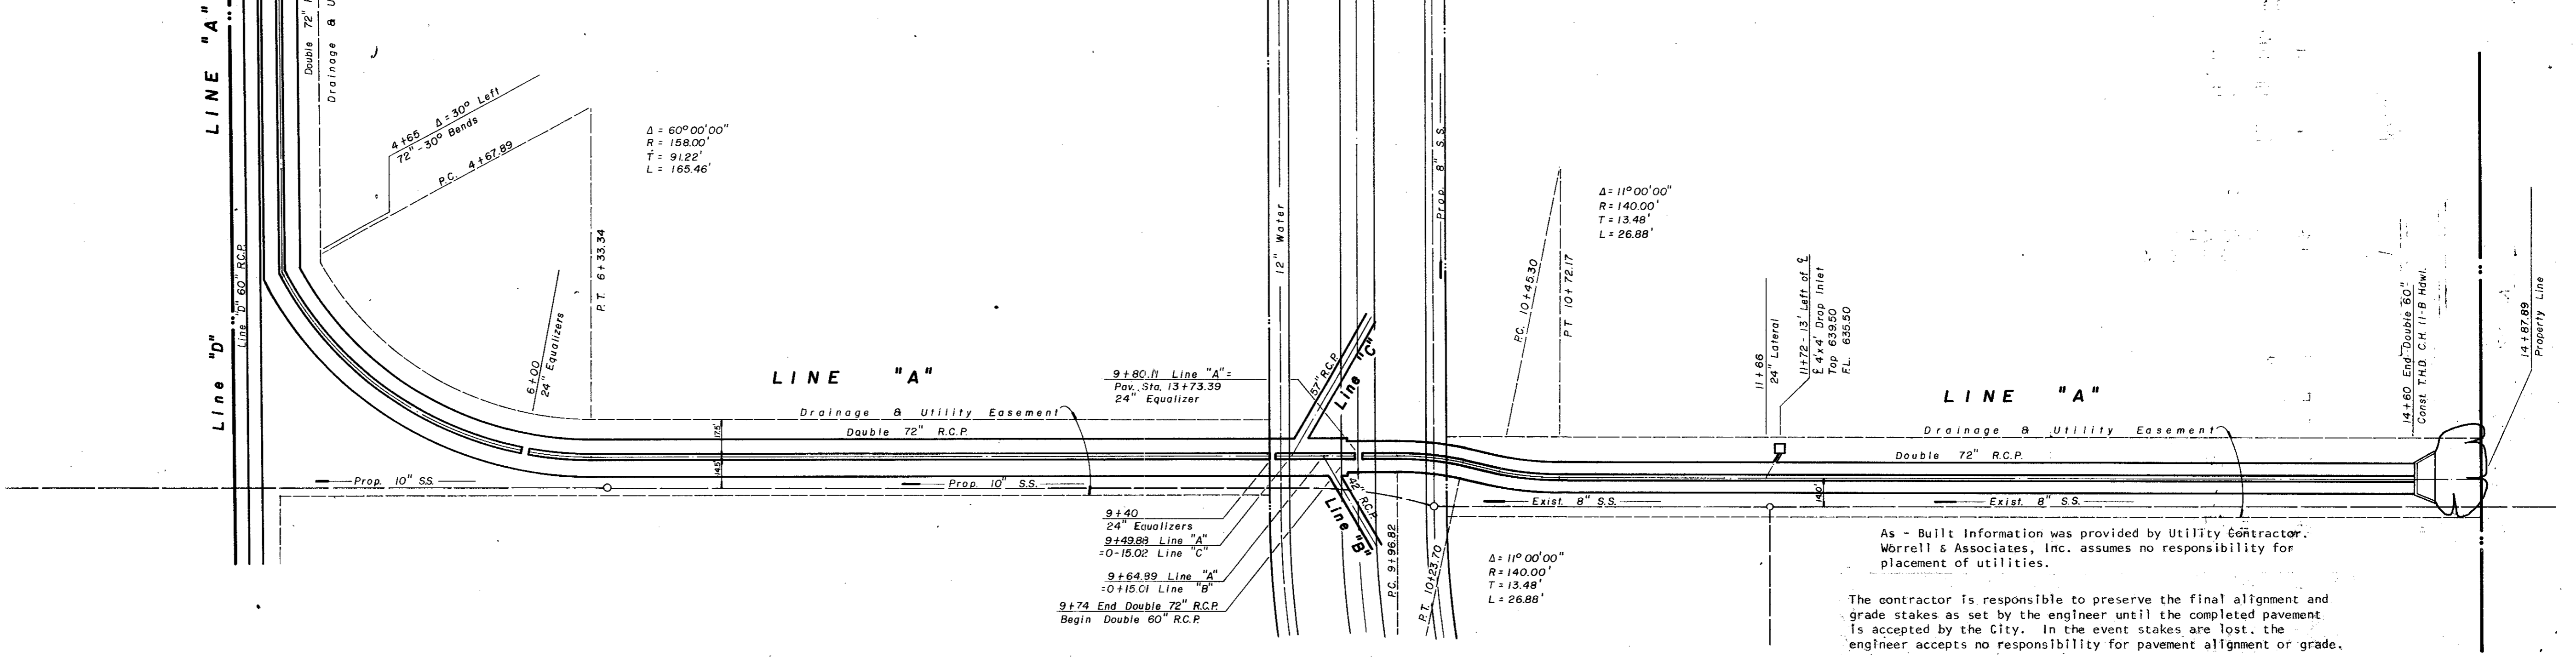 LINE "A"
Double 72"
Drainage & U
Line "D" 60" R.C.P.
Line "D"
4+65 Δ = 30° Left
72" - 30° Bends
P.C. 4+67.89
Δ = 60°00'00"
R = 158.00'
T = 91.22'
L = 165.46'
P.T. 6+33.34
6+00
24" Equalizers
LINE "A"
Drainage & Utility Easement
Double 72" R.C.P.
17.5'
14.5'
Prop. 10" S.S.
Prop. 10" S.S.
12" Water
Prop. 8" S.S.
9+80.11 Line "A"=
Pav. Sta. 13+73.39
24" Equalizer
57" R.C.P.
Line "C"
42" R.C.P.
Line "B"
9+40
24" Equalizers
9+49.88 Line "A"
=0-15.02 Line "C"
9+64.99 Line "A"
=0+15.01 Line "B"
9+74 End Double 72" R.C.P.
Begin Double 60" R.C.P.
P.C. 9+96.82
P.T. 10+23.70
Δ = 11°00'00"
R = 140.00'
T = 13.48'
L = 26.88'
P.C. 10+45.30
P.T. 10+72.17
Δ = 11°00'00"
R = 140.00'
T = 13.48'
L = 26.88'
11+66
24" Lateral
11+72 - 13' Left of ℄
℄ 4'x4' Drop Inlet
Top 639.50
F.L. 635.50
LINE "A"
Drainage & Utility Easement
Double 72" R.C.P.
14.0'
Exist. 8" S.S.
Exist. 8" S.S.
14+60 End Double 60"
Const. T.H.D. C.H. 11-B Hdwl.
14+87.89
Property Line
As - Built Information was provided by Utility Contractor.
Worrell & Associates, Inc. assumes no responsibility for
placement of utilities.
The contractor is responsible to preserve the final alignment and
grade stakes as set by the engineer until the completed pavement
is accepted by the City. In the event stakes are lost, the
engineer accepts no responsibility for pavement alignment or grade.